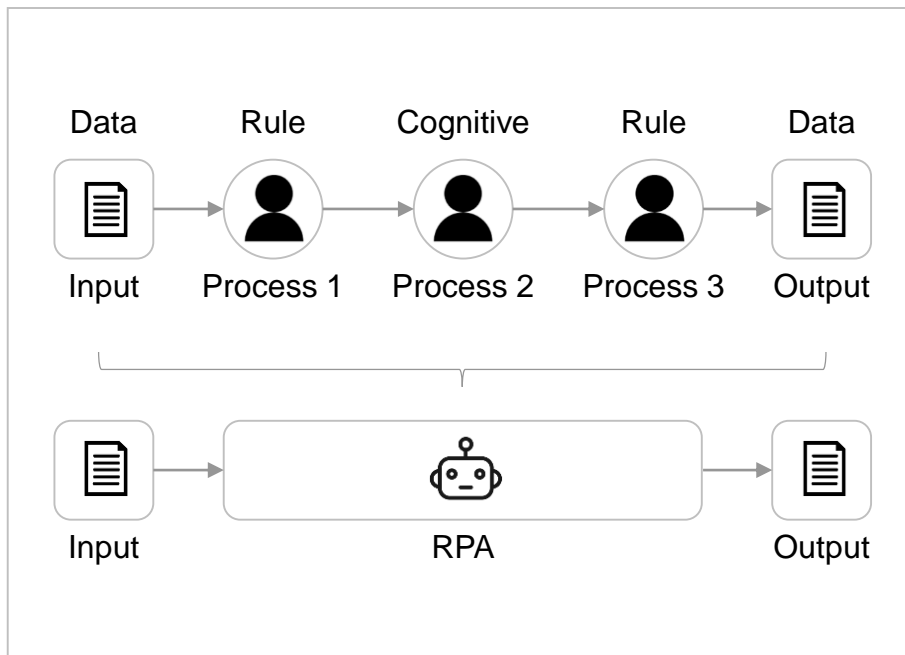 Data Rule Cognitive Rule Data
Input Process 1 Process 2 Process 3 Output
Input RPA Output